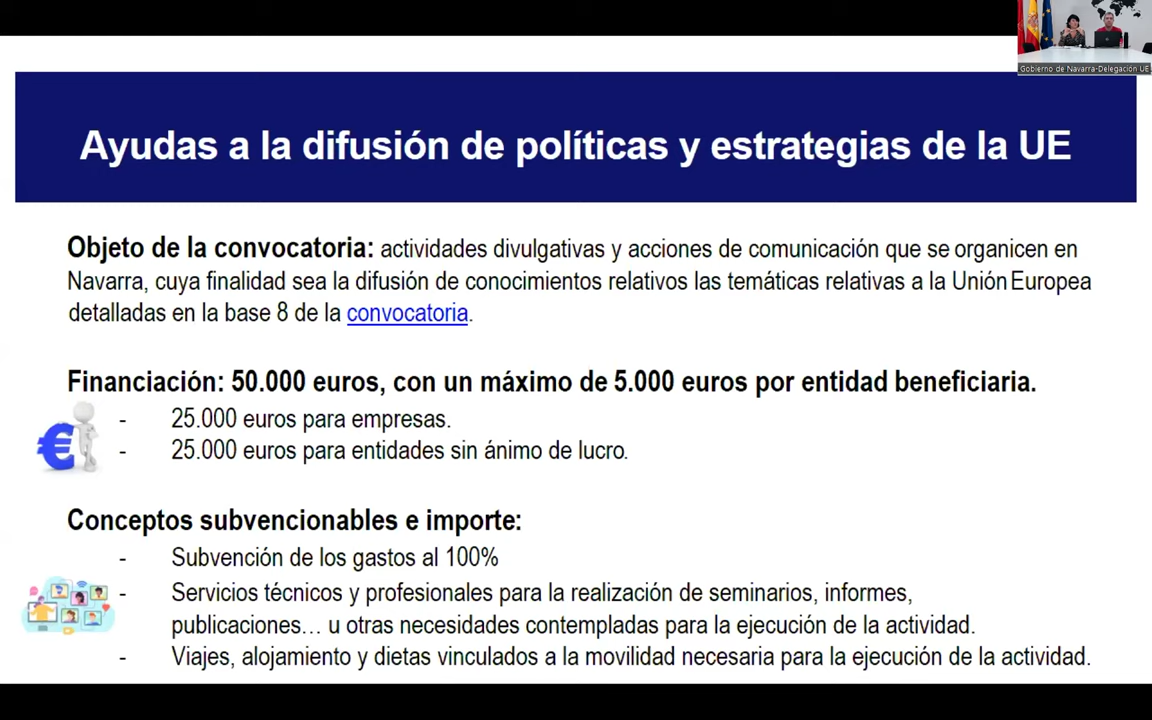 Gobierno de Navarra-Delegación UE
Ayudas a la difusión de políticas y estrategias de la UE
Objeto de la convocatoria: actividades divulgativas y acciones de comunicación que se organicen en
Navarra, cuya finalidad sea la difusión de conocimientos relativos las temáticas relativas a la Unión Europea
detalladas en la base 8 de la convocatoria.
Financiación: 50.000 euros, con un máximo de 5.000 euros por entidad beneficiaria.
- 25.000 euros para empresas.
- 25.000 euros para entidades sin ánimo de lucro.
Conceptos subvencionables e importe:
- Subvención de los gastos al 100%
- Servicios técnicos y profesionales para la realización de seminarios, informes,
publicaciones... u otras necesidades contempladas para la ejecución de la actividad.
- Viajes, alojamiento y dietas vinculados a la movilidad necesaria para la ejecución de la actividad.